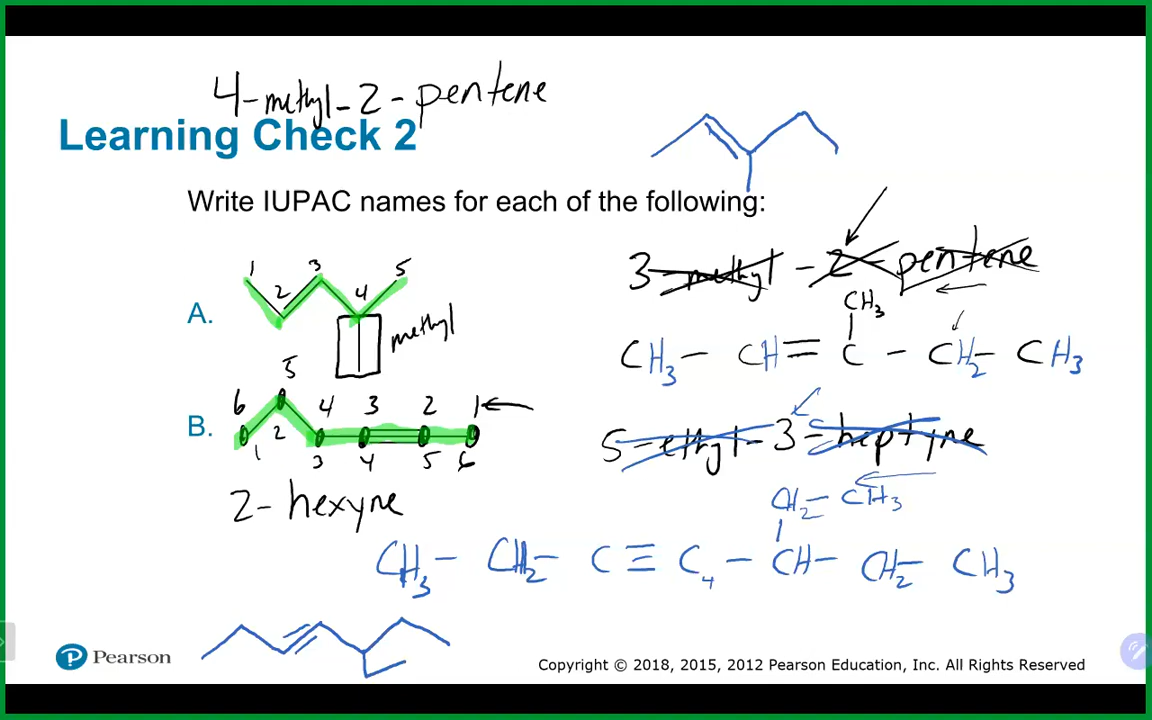 4-methyl-2-pentene
Learning Check 2
Write IUPAC names for each of the following:
3-methyl-2-pentene
1 2 3 4 5
A.
methyl
CH3
CH3 - CH = C - CH2 - CH3
6 5 4 3 2 1
B.
1 2 3 4 5 6
5-ethyl-3-heptyne
2-hexyne
CH2 - CH3
CH3 - CH2 - C ≡ C4 - CH - CH2 - CH3
P Pearson
Copyright © 2018, 2015, 2012 Pearson Education, Inc. All Rights Reserved